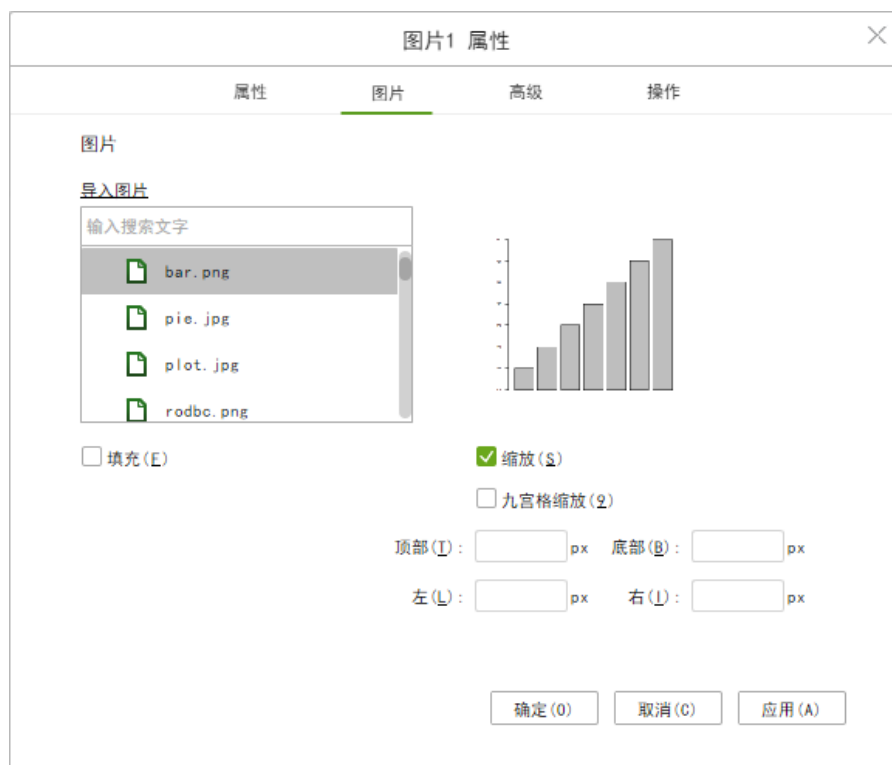 图片1 属性
属性 图片 高级 操作
图片
导入图片
输入搜索文字
bar.png
pie.jpg
plot.jpg
rodbc.png
填充(F) 缩放(S)
九宫格缩放(9)
顶部(T): px 底部(B): px
左(L): px 右(I): px
确定(O) 取消(C) 应用(A)